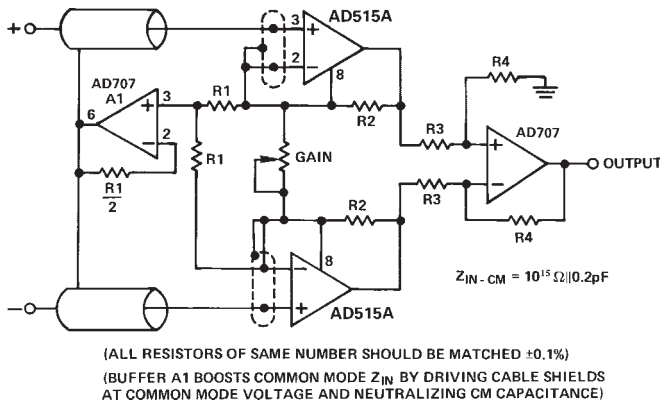 +
AD515A
3
+
2
−
8
AD707
A1
6
+
3
−
2
R1
R2
R4
R1
R1
2
GAIN
R3
+
AD707
−
OUTPUT
R3
R2
R4
8
−
+
AD515A
−
Z_IN - CM = 10^15 Ω||0.2pF
(ALL RESISTORS OF SAME NUMBER SHOULD BE MATCHED ±0.1%)
(BUFFER A1 BOOSTS COMMON MODE Z_IN BY DRIVING CABLE SHIELDS
AT COMMON MODE VOLTAGE AND NEUTRALIZING CM CAPACITANCE)